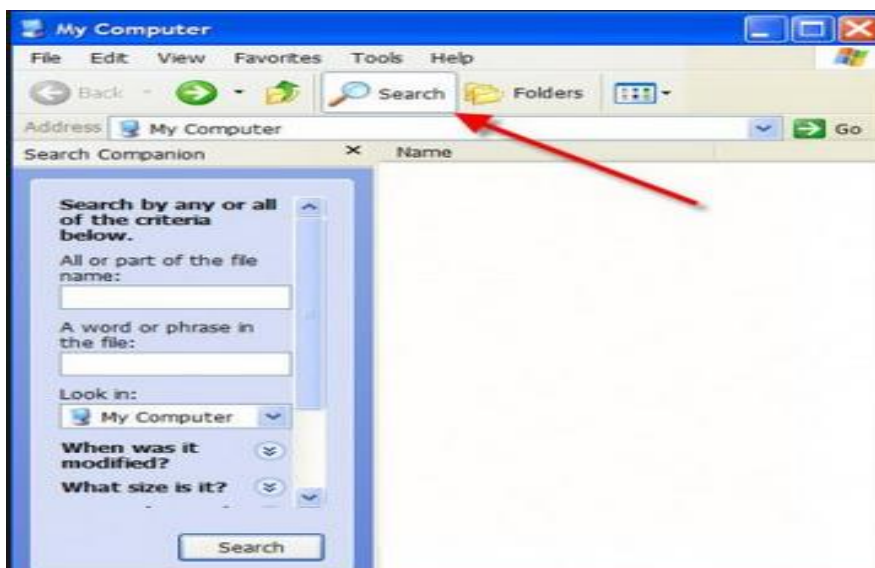 My Computer
File Edit View Favorites Tools Help
Back Search Folders
Address My Computer Go
Search Companion × Name
Search by any or all
of the criteria
below.
All or part of the file
name:
A word or phrase in
the file:
Look in:
My Computer
When was it
modified?
What size is it?
Search